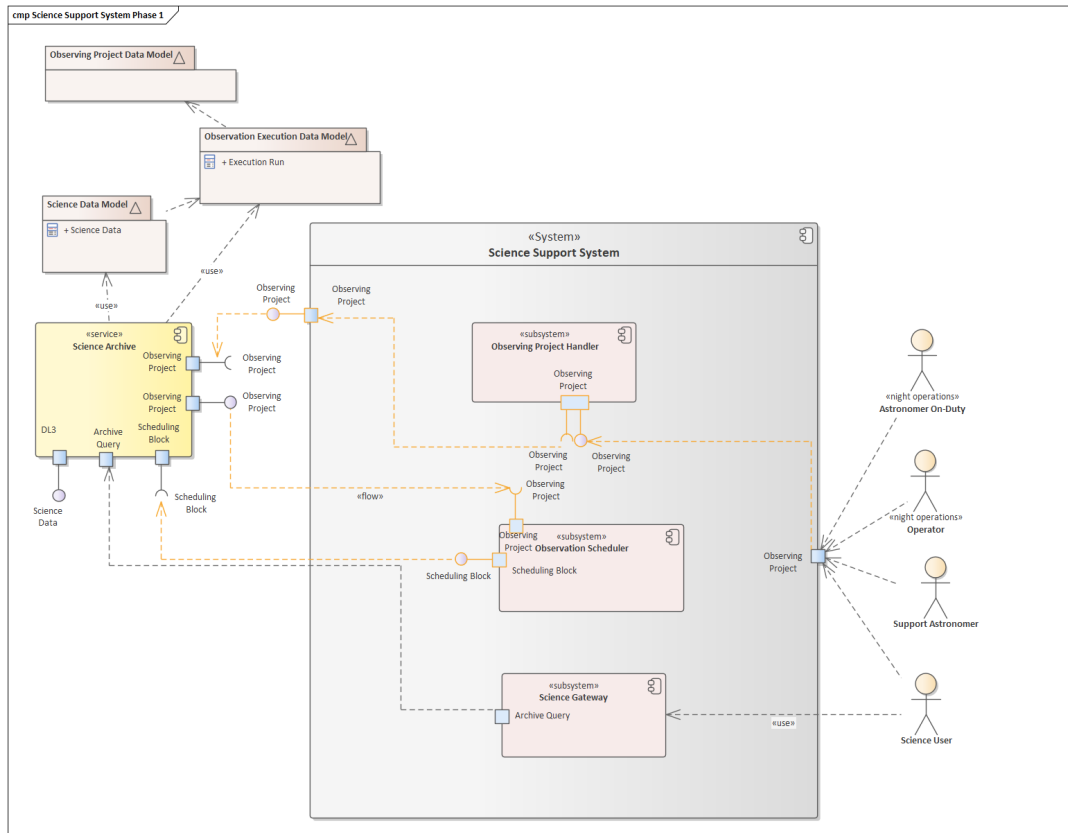 cmp Science Support System Phase 1
Observing Project Data Model
Observation Execution Data Model
+ Execution Run
Science Data Model
+ Science Data
«use»
«use»
«System»
Science Support System
Observing
Project
Observing
Project
«service»
Science Archive
Observing
Project
Observing
Project
Observing
Project
Observing
Project
DL3
Archive
Query
Scheduling
Block
Science
Data
Scheduling
Block
«flow»
«subsystem»
Observing Project Handler
Observing
Project
Observing
Project
Observing
Project
Observing
Project
«subsystem»
Observation Scheduler
Observing
Project
Scheduling Block
Scheduling Block
«subsystem»
Science Gateway
Archive Query
Observing
Project
«night operations»
Astronomer On-Duty
«night operations»
Operator
Support Astronomer
«use»
Science User